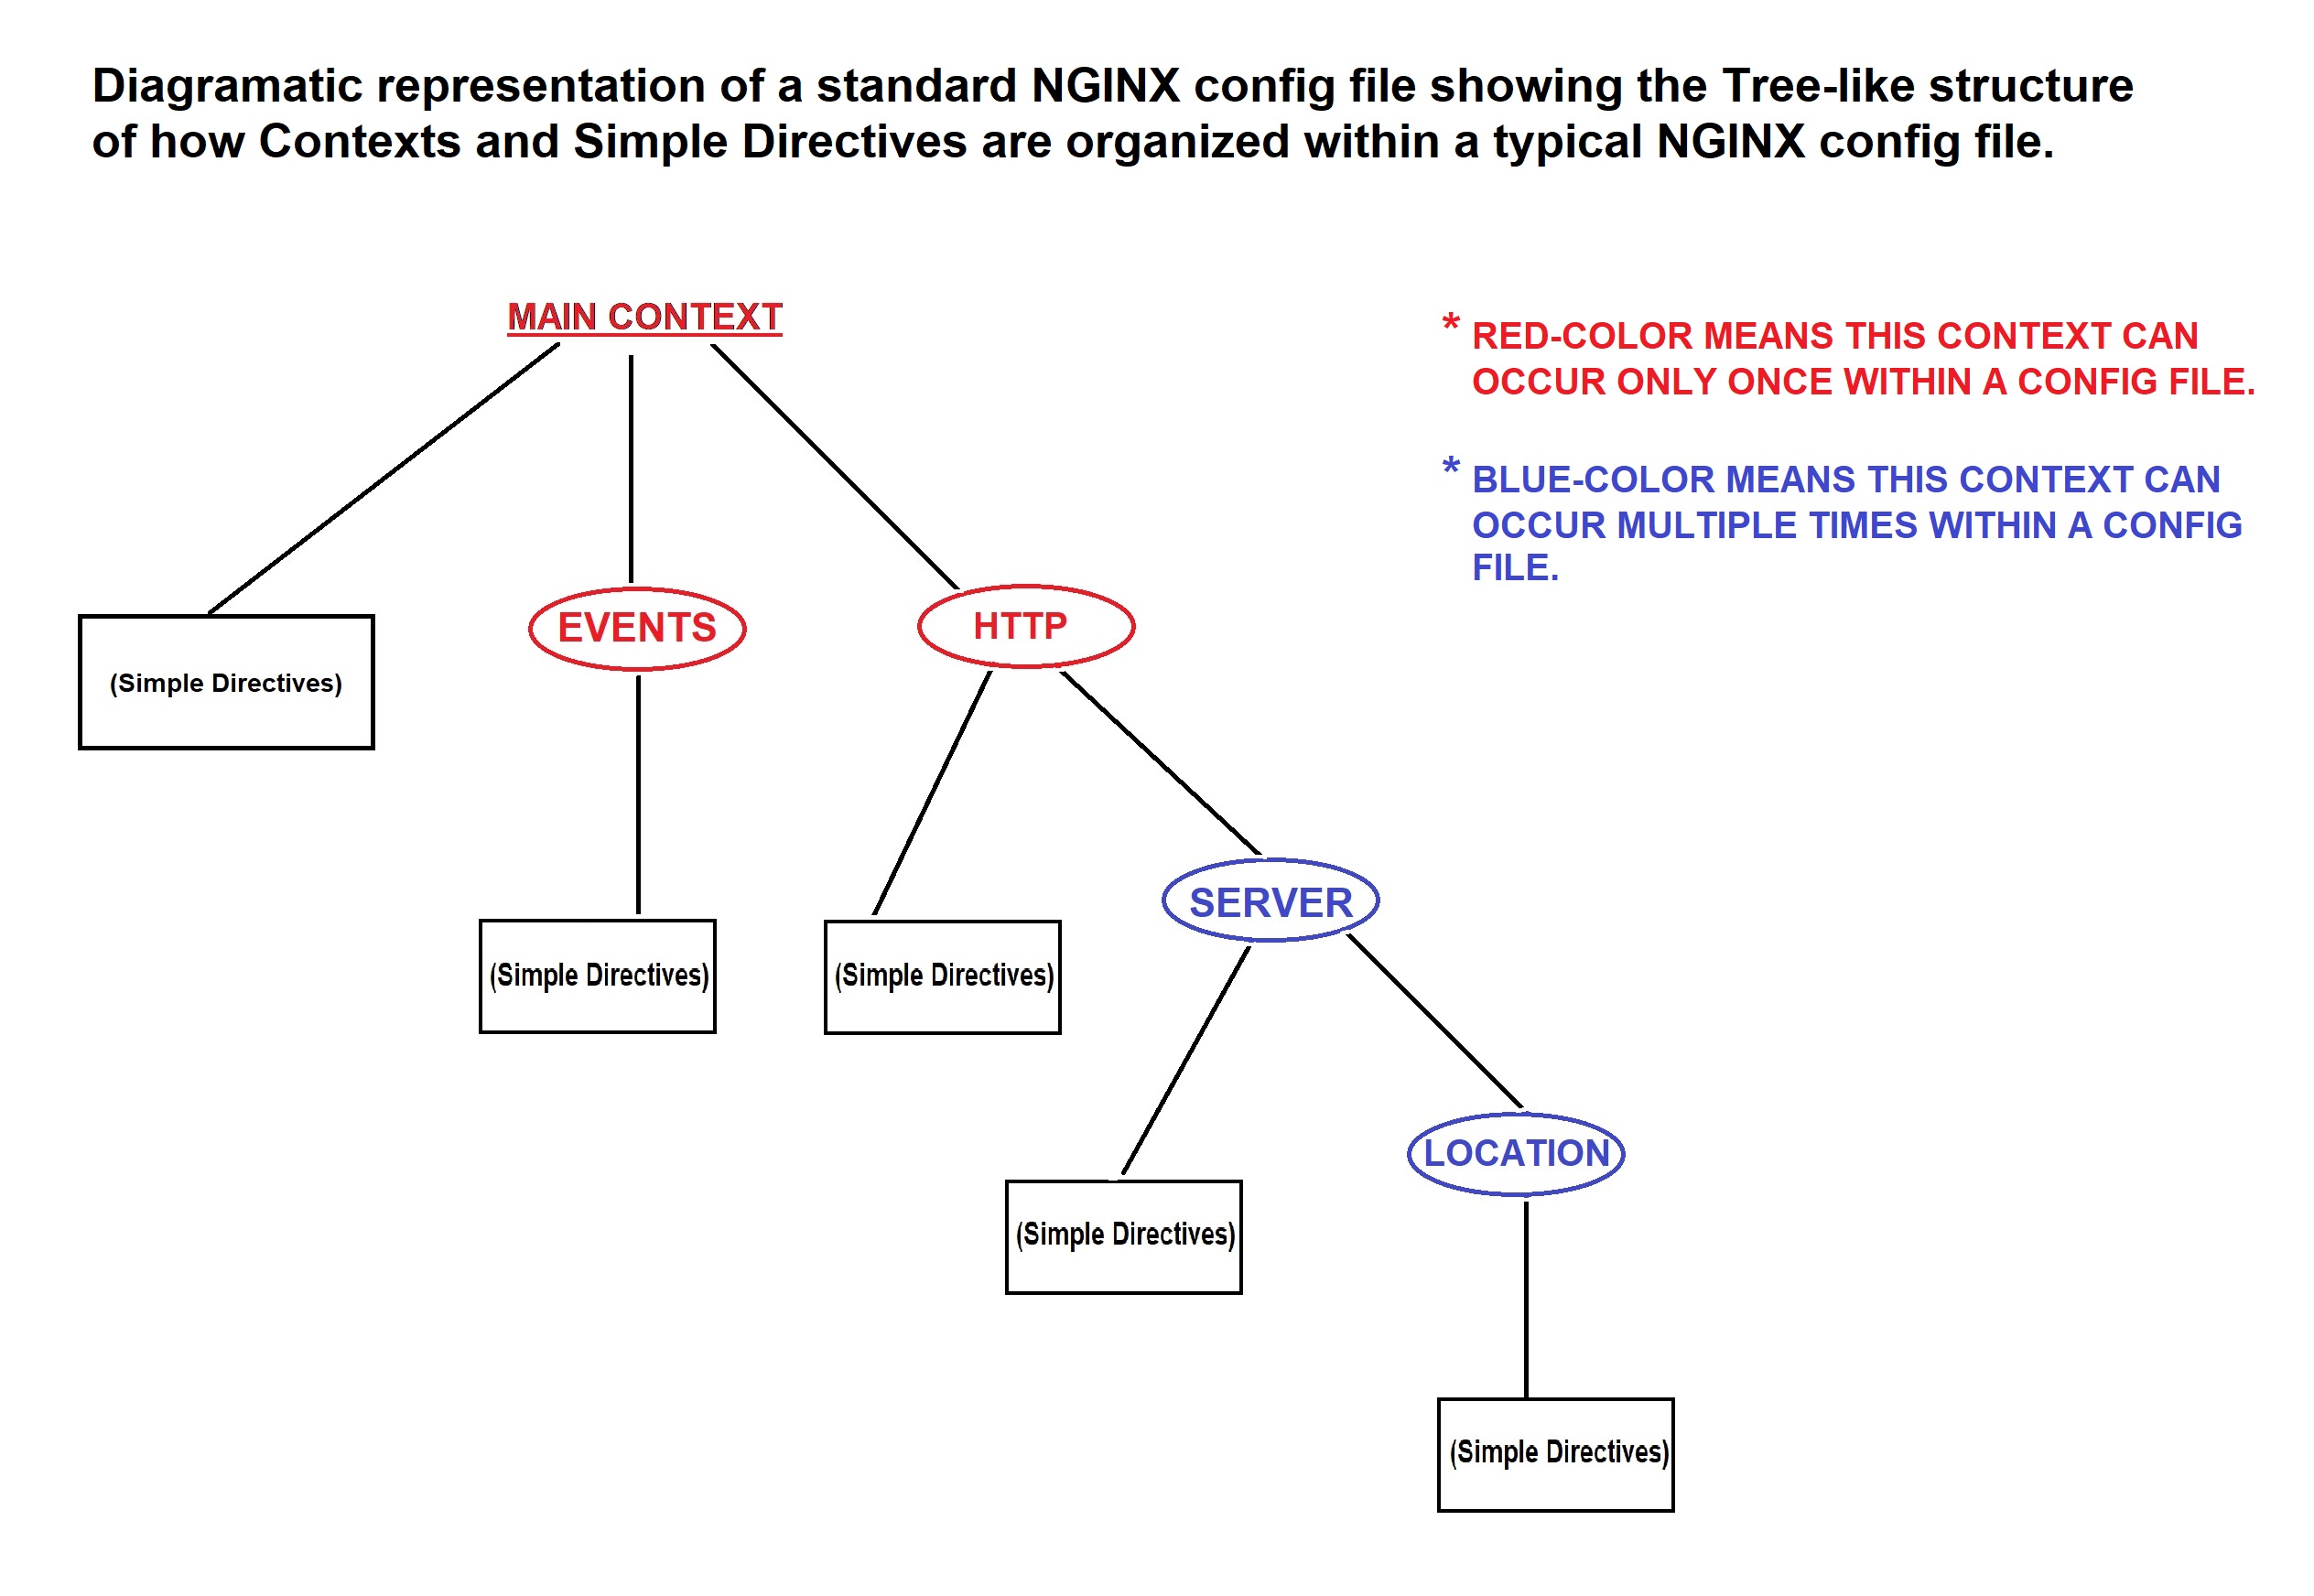 Diagramatic representation of a standard NGINX config file showing the Tree-like structure
of how Contexts and Simple Directives are organized within a typical NGINX config file.
MAIN CONTEXT
* RED-COLOR MEANS THIS CONTEXT CAN
OCCUR ONLY ONCE WITHIN A CONFIG FILE.
* BLUE-COLOR MEANS THIS CONTEXT CAN
OCCUR MULTIPLE TIMES WITHIN A CONFIG
FILE.
EVENTS
HTTP
(Simple Directives)
SERVER
(Simple Directives)
(Simple Directives)
LOCATION
(Simple Directives)
(Simple Directives)